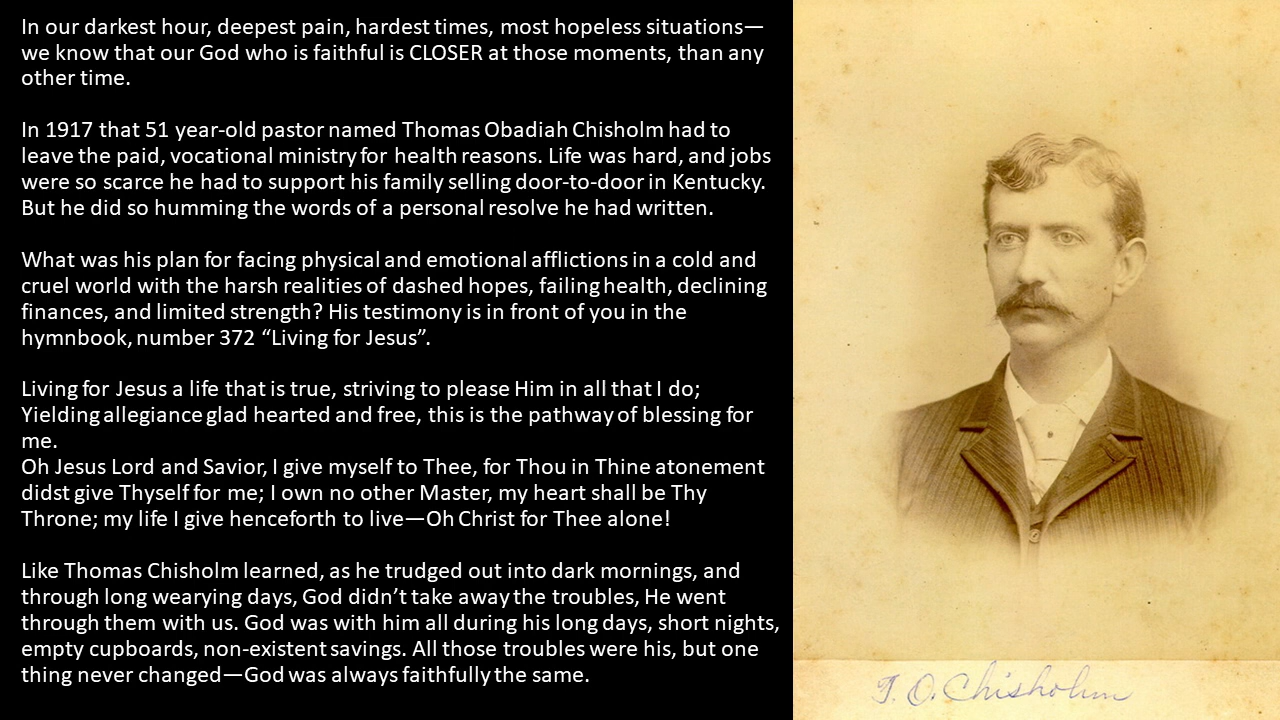 In our darkest hour, deepest pain, hardest times, most hopeless situations—
we know that our God who is faithful is CLOSER at those moments, than any
other time.
In 1917 that 51 year-old pastor named Thomas Obadiah Chisholm had to
leave the paid, vocational ministry for health reasons. Life was hard, and jobs
were so scarce he had to support his family selling door-to-door in Kentucky.
But he did so humming the words of a personal resolve he had written.
What was his plan for facing physical and emotional afflictions in a cold and
cruel world with the harsh realities of dashed hopes, failing health, declining
finances, and limited strength? His testimony is in front of you in the
hymnbook, number 372 “Living for Jesus”.
Living for Jesus a life that is true, striving to please Him in all that I do;
Yielding allegiance glad hearted and free, this is the pathway of blessing for
me.
Oh Jesus Lord and Savior, I give myself to Thee, for Thou in Thine atonement
didst give Thyself for me; I own no other Master, my heart shall be Thy
Throne; my life I give henceforth to live—Oh Christ for Thee alone!
Like Thomas Chisholm learned, as he trudged out into dark mornings, and
through long wearying days, God didn’t take away the troubles, He went
through them with us. God was with him all during his long days, short nights,
empty cupboards, non-existent savings. All those troubles were his, but one
thing never changed—God was always faithfully the same.
T. O. Chisholm